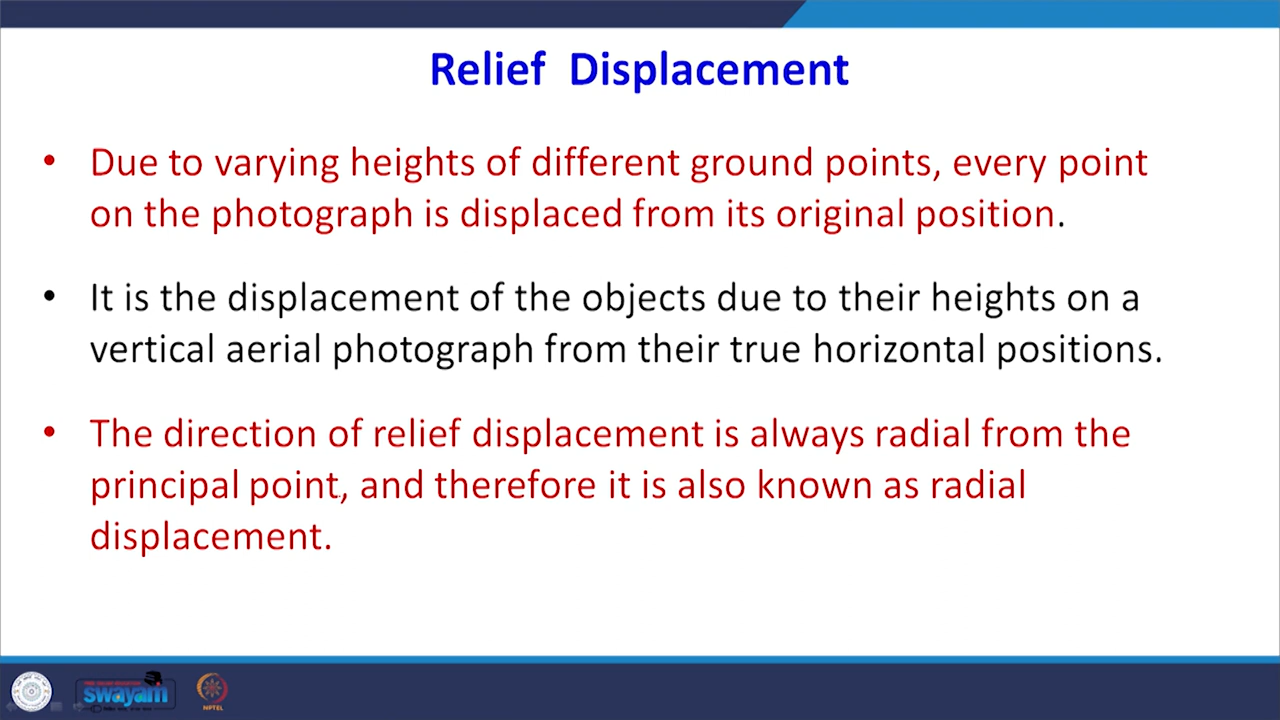 Relief Displacement
• Due to varying heights of different ground points, every point
on the photograph is displaced from its original position.
• It is the displacement of the objects due to their heights on a
vertical aerial photograph from their true horizontal positions.
• The direction of relief displacement is always radial from the
principal point, and therefore it is also known as radial
displacement.
swayam
NPTEL